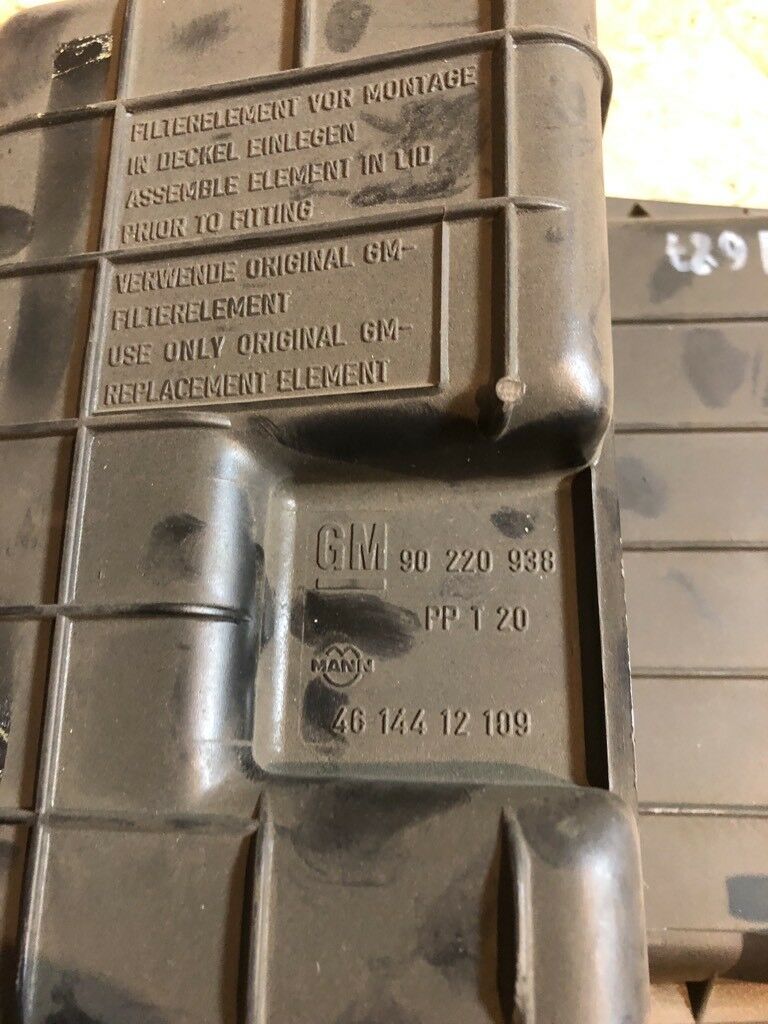 FILTERELEMENT VOR MONTAGE
IN DECKEL EINLEGEN
ASSEMBLE ELEMENT IN LID
PRIOR TO FITTING
VERWENDE ORIGINAL GM-
FILTERELEMENT
USE ONLY ORIGINAL GM-
REPLACEMENT ELEMENT
GM 90 220 938
PP T 20
MANN
46 144 12 109